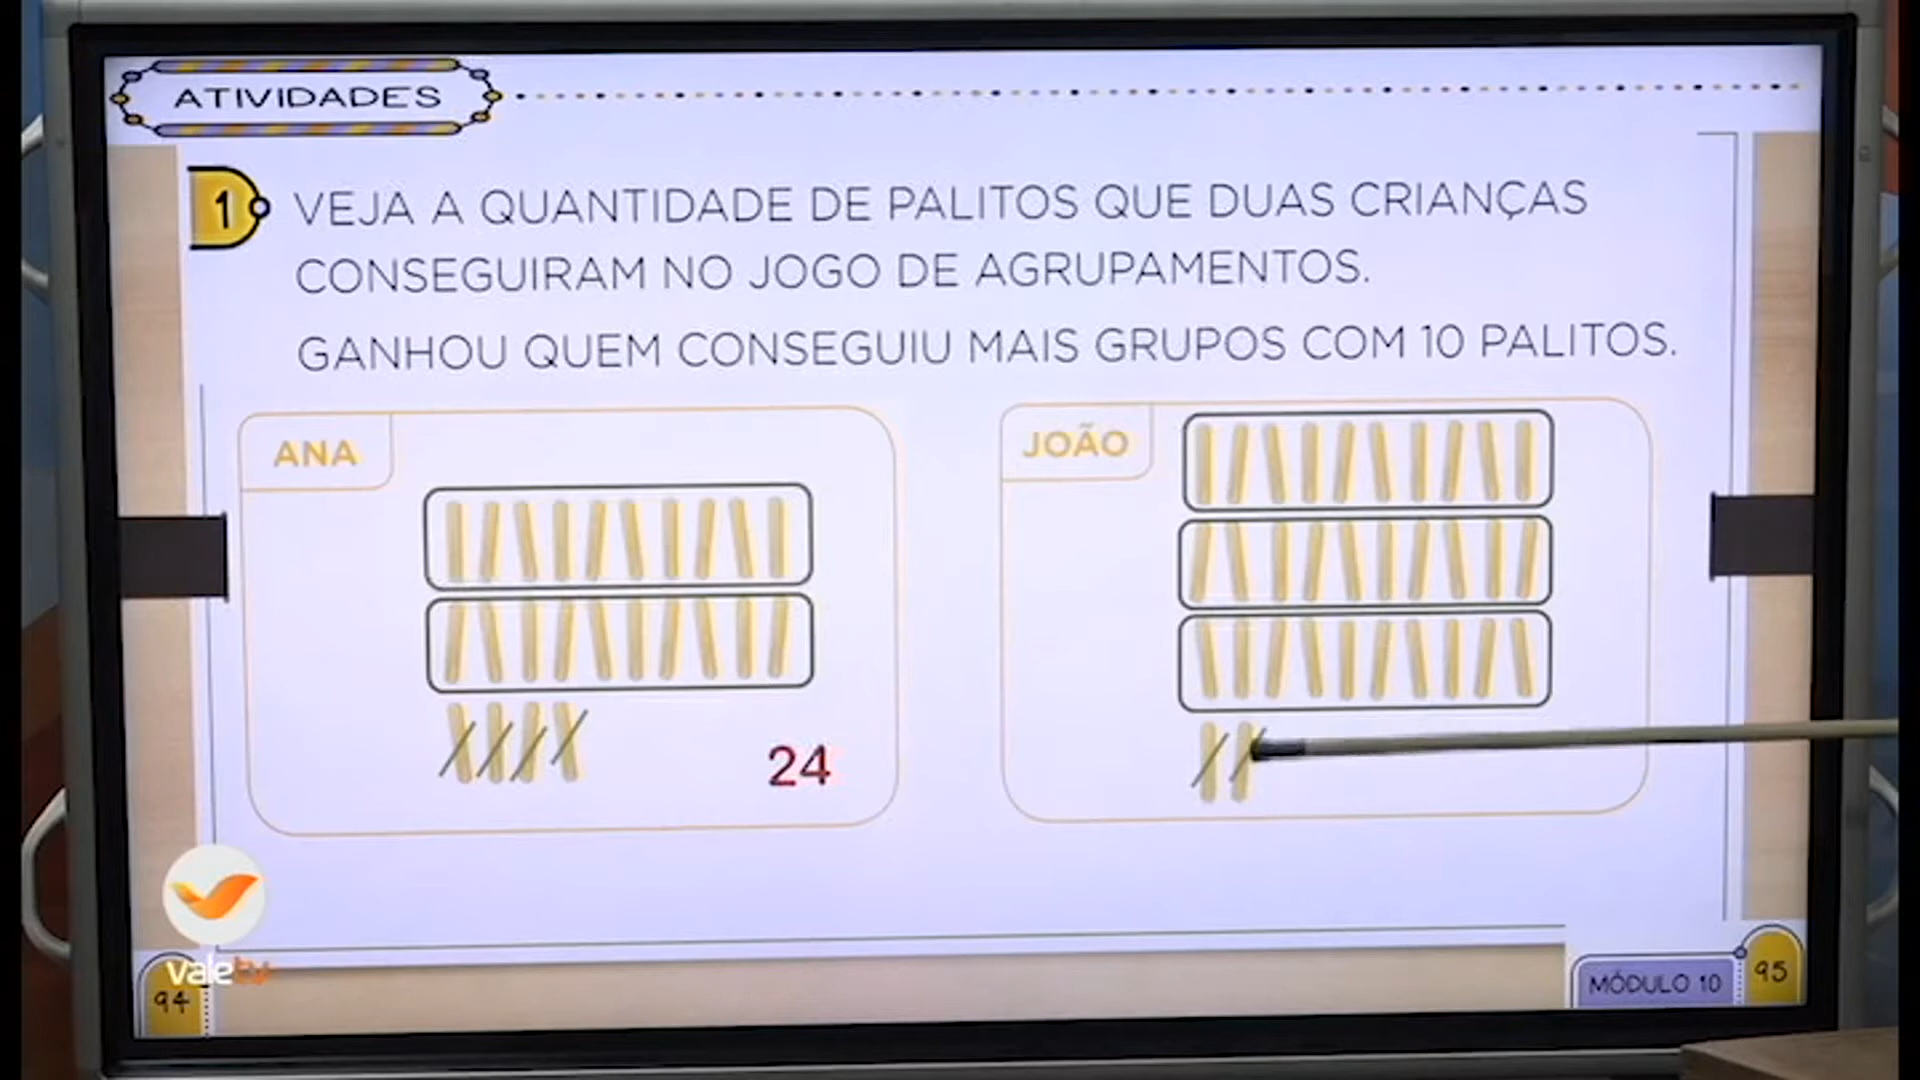 ATIVIDADES
1 VEJA A QUANTIDADE DE PALITOS QUE DUAS CRIANÇAS
CONSEGUIRAM NO JOGO DE AGRUPAMENTOS.
GANHOU QUEM CONSEGUIU MAIS GRUPOS COM 10 PALITOS.
ANA
24
JOÃO
valetv
94
MÓDULO 10 95